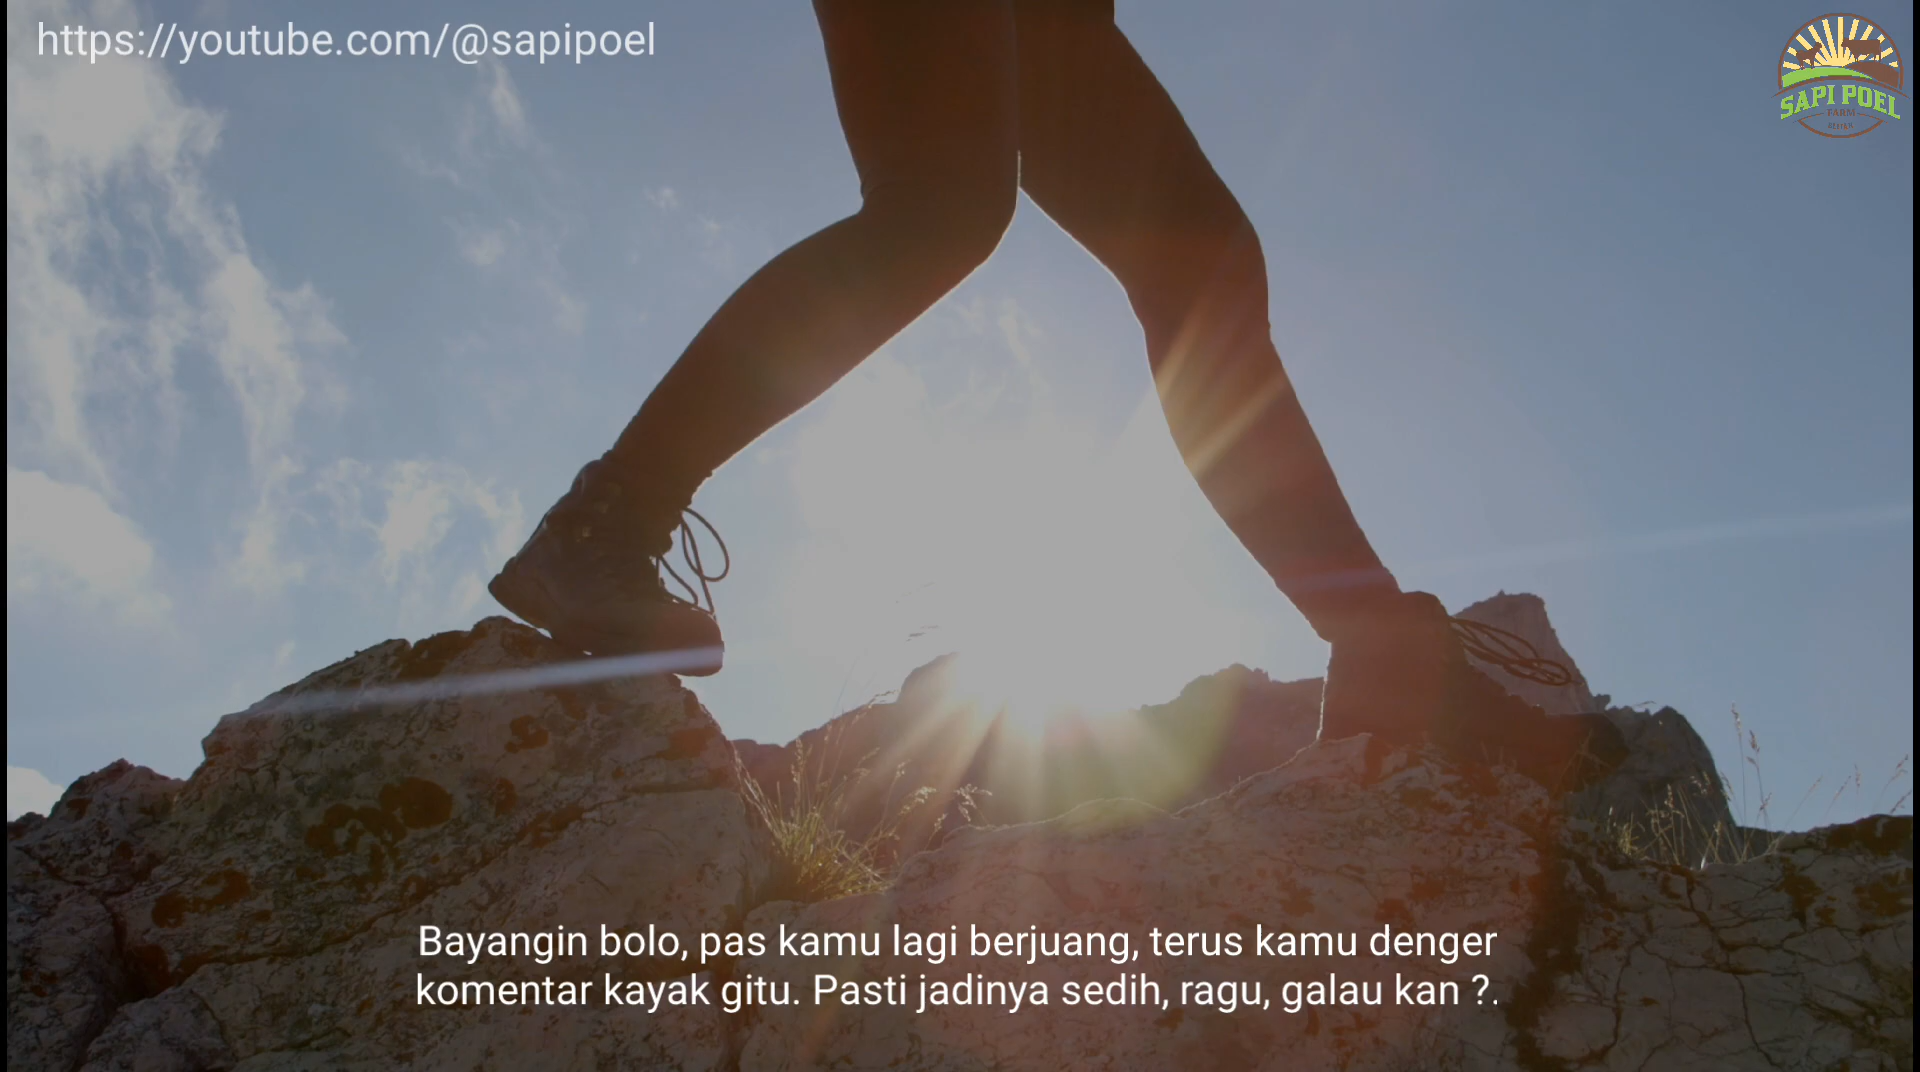 https://youtube.com/@sapipoel
SAPI POEL
FARM
Bayangin bolo, pas kamu lagi berjuang, terus kamu denger
komentar kayak gitu. Pasti jadinya sedih, ragu, galau kan ?.